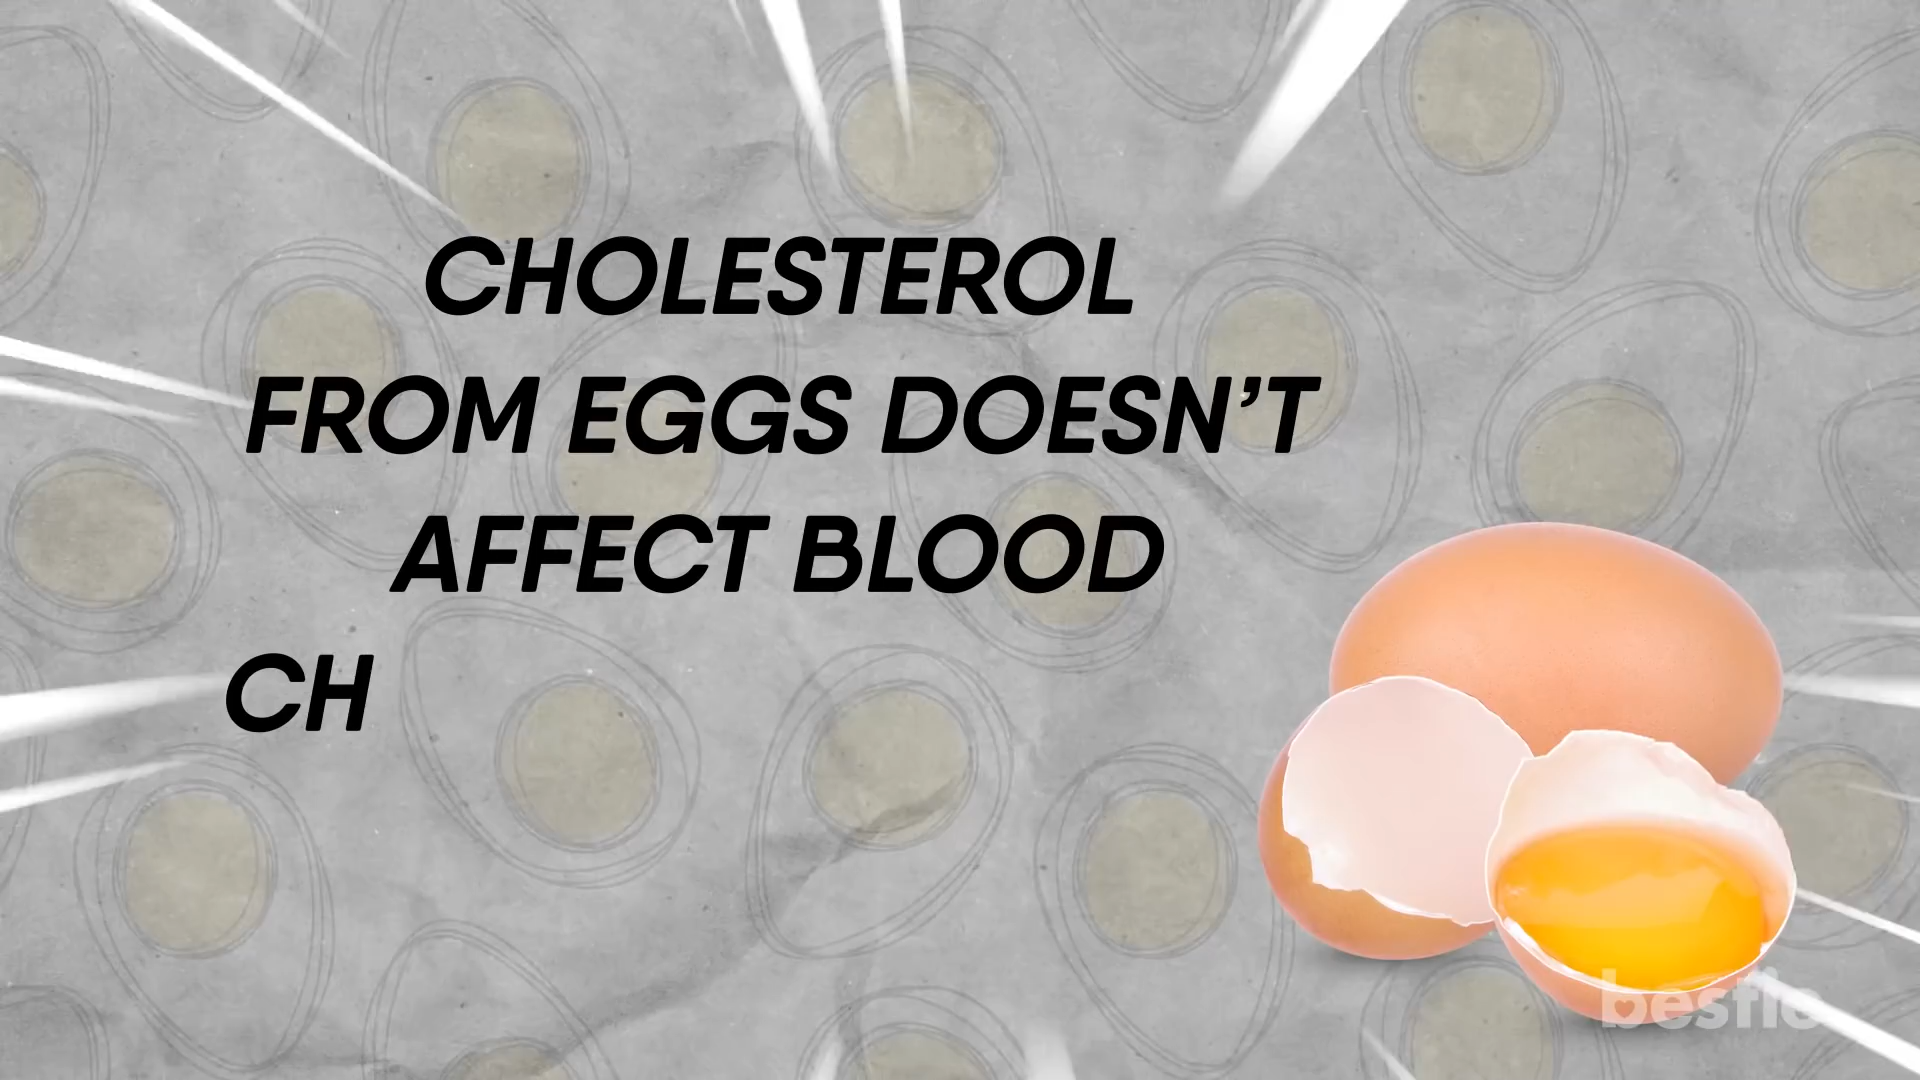 CHOLESTEROL
FROM EGGS DOESN’T
AFFECT BLOOD
CH
bestie